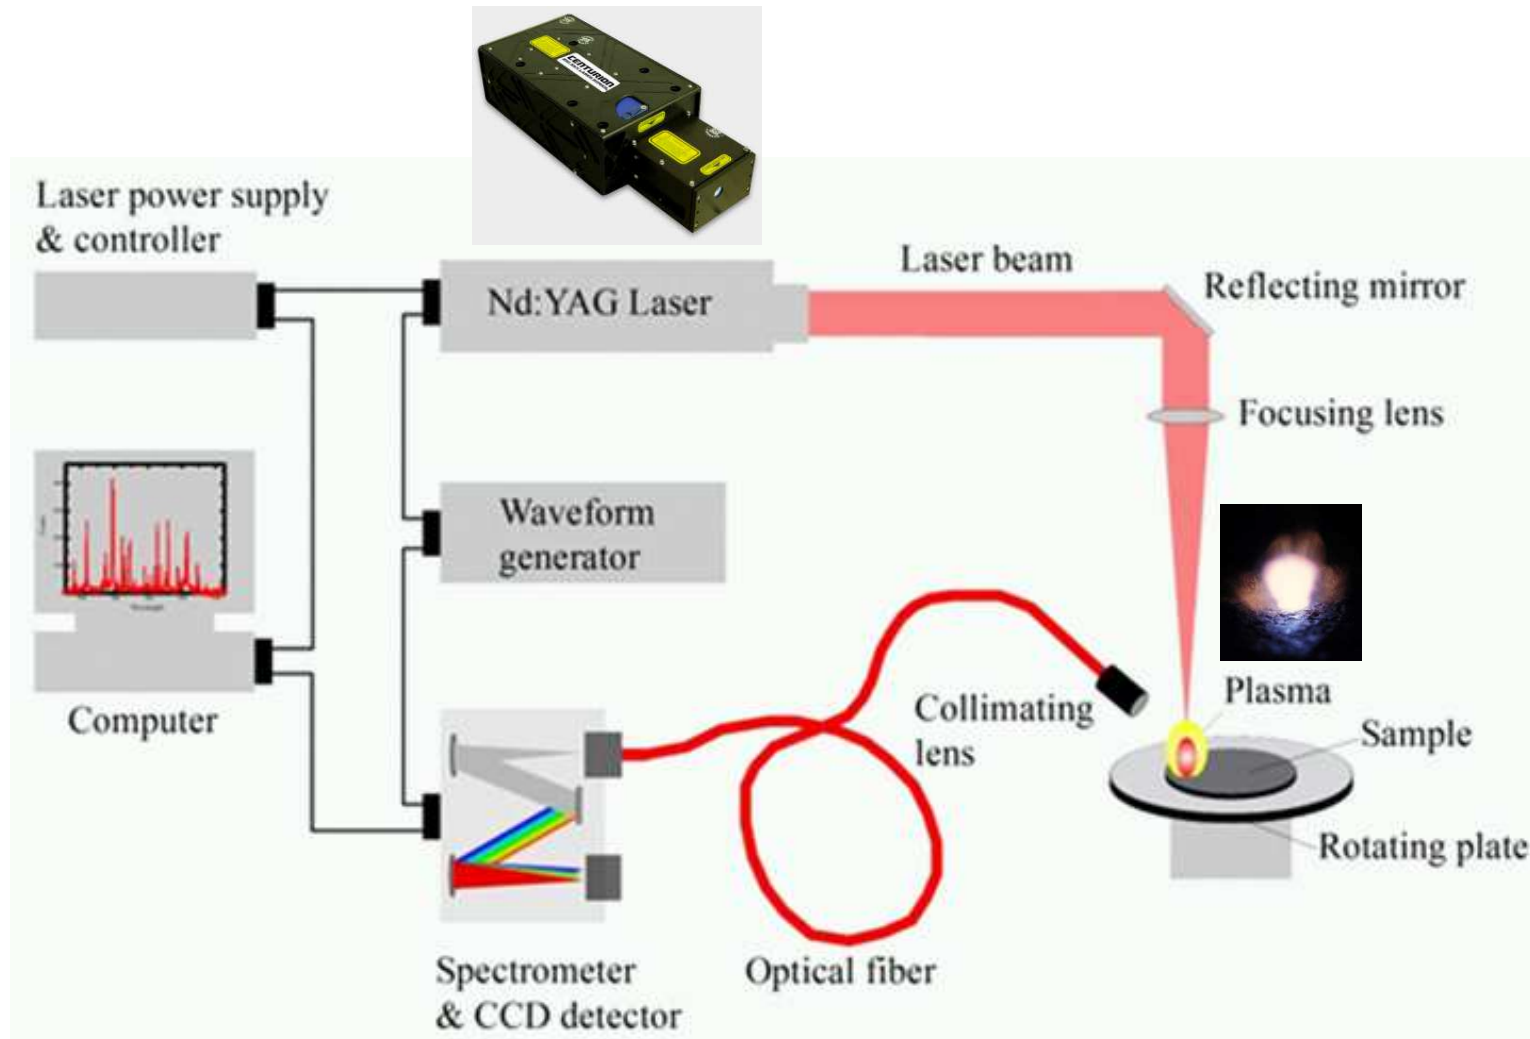 CENTURION
Laser power supply
& controller
Nd:YAG Laser
Laser beam
Reflecting mirror
Focusing lens
Waveform
generator
Computer
Collimating
lens
Plasma
Sample
Rotating plate
Spectrometer
& CCD detector
Optical fiber